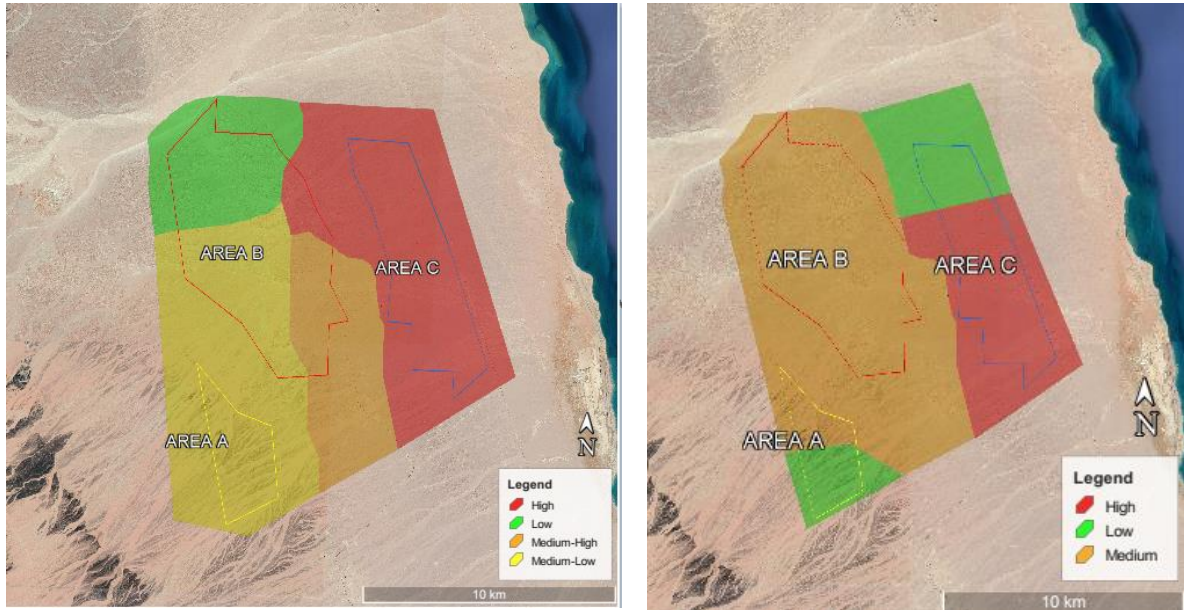 AREA B
AREA C
AREA A
N
Legend
High
Low
Medium-High
Medium-Low
10 km
AREA B
AREA C
AREA A
N
Legend
High
Low
Medium
10 km